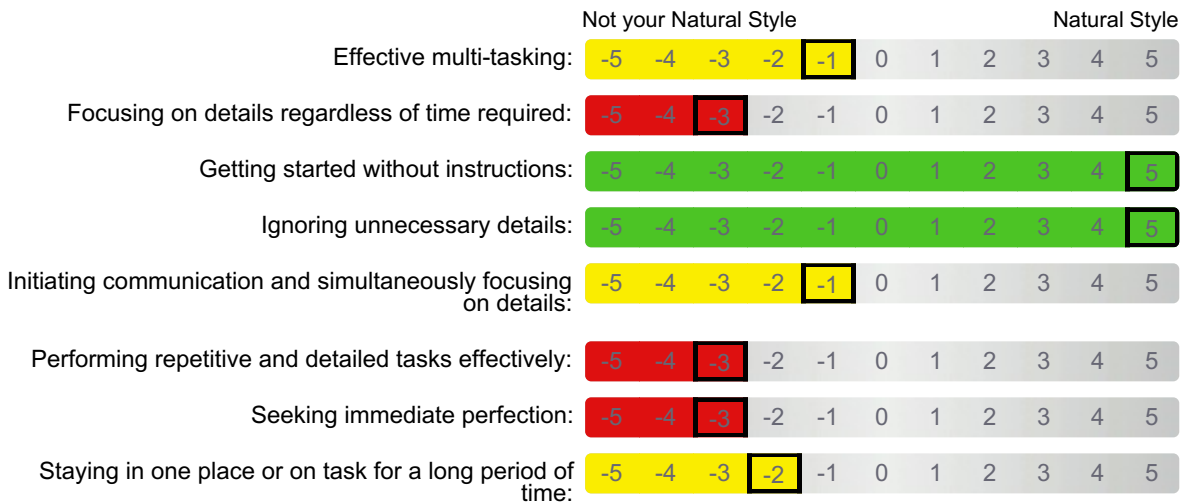 Not your Natural Style Natural Style
Effective multi-tasking: -5 -4 -3 -2 -1 0 1 2 3 4 5
Focusing on details regardless of time required: -5 -4 -3 -2 -1 0 1 2 3 4 5
Getting started without instructions: -5 -4 -3 -2 -1 0 1 2 3 4 5
Ignoring unnecessary details: -5 -4 -3 -2 -1 0 1 2 3 4 5
Initiating communication and simultaneously focusing
on details: -5 -4 -3 -2 -1 0 1 2 3 4 5
Performing repetitive and detailed tasks effectively: -5 -4 -3 -2 -1 0 1 2 3 4 5
Seeking immediate perfection: -5 -4 -3 -2 -1 0 1 2 3 4 5
Staying in one place or on task for a long period of
time: -5 -4 -3 -2 -1 0 1 2 3 4 5